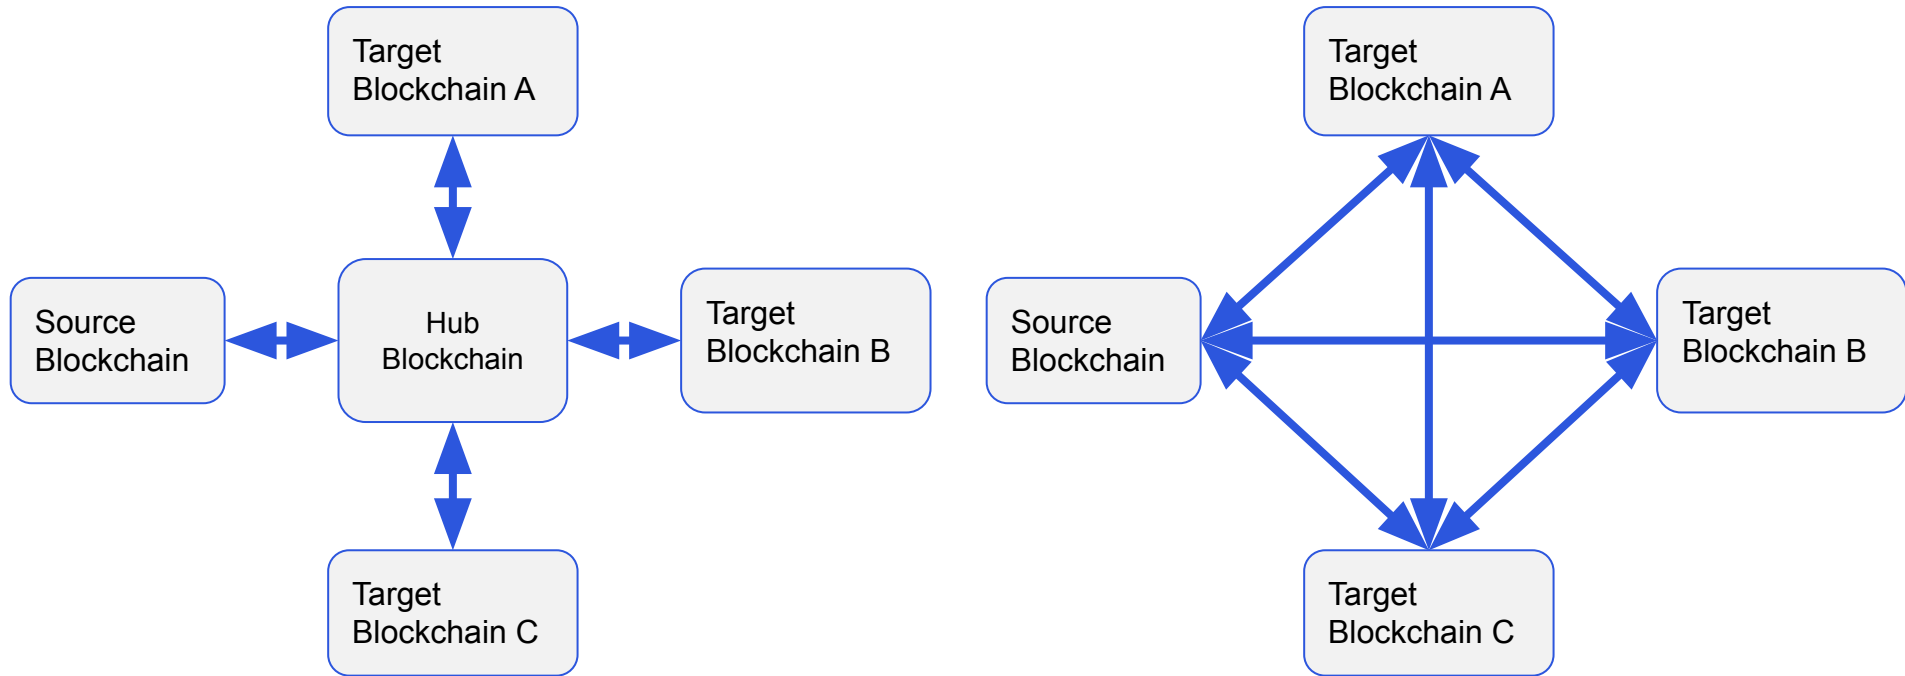 Target
Blockchain A
Source
Blockchain
Hub
Blockchain
Target
Blockchain B
Target
Blockchain C
Target
Blockchain A
Source
Blockchain
Target
Blockchain B
Target
Blockchain C